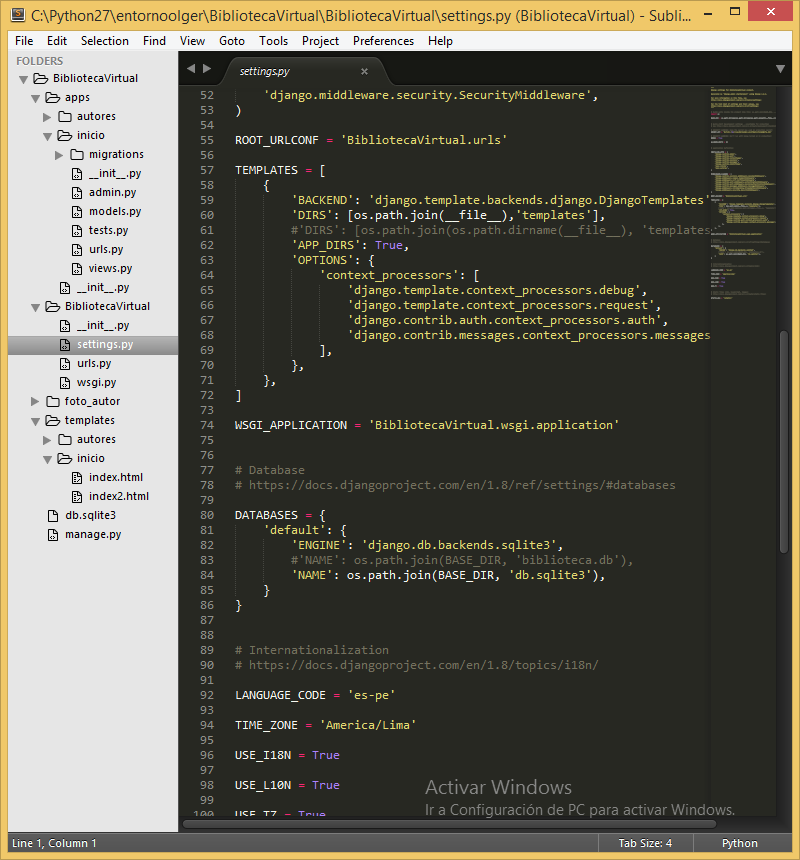 C:\Python27\entornoolger\BibliotecaVirtual\BibliotecaVirtual\settings.py (BibliotecaVirtual) - Subli...
File Edit Selection Find View Goto Tools Project Preferences Help
FOLDERS
BibliotecaVirtual
apps
autores
inicio
migrations
__init__.py
admin.py
models.py
tests.py
urls.py
views.py
__init__.py
BibliotecaVirtual
__init__.py
settings.py
urls.py
wsgi.py
foto_autor
templates
autores
inicio
index.html
index2.html
db.sqlite3
manage.py
settings.py
52 'django.middleware.security.SecurityMiddleware',
53 )
54
55 ROOT_URLCONF = 'BibliotecaVirtual.urls'
56
57 TEMPLATES = [
58 {
59 'BACKEND': 'django.template.backends.django.DjangoTemplates
60 'DIRS': [os.path.join(__file__),'templates'],
61 #'DIRS': [os.path.join(os.path.dirname(__file__), 'templates
62 'APP_DIRS': True,
63 'OPTIONS': {
64 'context_processors': [
65 'django.template.context_processors.debug',
66 'django.template.context_processors.request',
67 'django.contrib.auth.context_processors.auth',
68 'django.contrib.messages.context_processors.messages
69 ],
70 },
71 },
72 ]
73
74 WSGI_APPLICATION = 'BibliotecaVirtual.wsgi.application'
75
76
77 # Database
78 # https://docs.djangoproject.com/en/1.8/ref/settings/#databases
79
80 DATABASES = {
81 'default': {
82 'ENGINE': 'django.db.backends.sqlite3',
83 #'NAME': os.path.join(BASE_DIR, 'biblioteca.db'),
84 'NAME': os.path.join(BASE_DIR, 'db.sqlite3'),
85 }
86 }
87
88
89 # Internationalization
90 # https://docs.djangoproject.com/en/1.8/topics/i18n/
91
92 LANGUAGE_CODE = 'es-pe'
93
94 TIME_ZONE = 'America/Lima'
95
96 USE_I18N = True
97
98 USE_L10N = True
99
100 USE_TZ = True
Activar Windows
Ir a Configuración de PC para activar Windows.
Line 1, Column 1
Tab Size: 4
Python